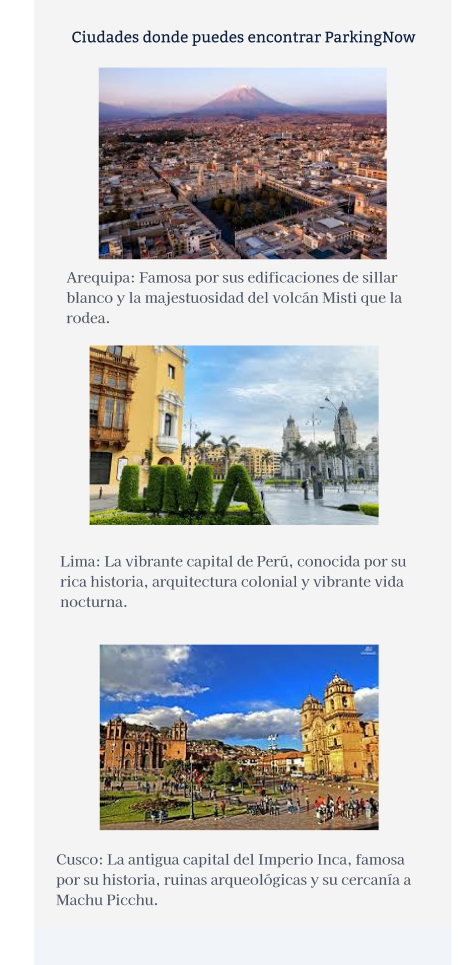 Ciudades donde puedes encontrar ParkingNow
Arequipa: Famosa por sus edificaciones de sillar
blanco y la majestuosidad del volcán Misti que la
rodea.
LIMA
Lima: La vibrante capital de Perú, conocida por su
rica historia, arquitectura colonial y vibrante vida
nocturna.
Cusco: La antigua capital del Imperio Inca, famosa
por su historia, ruinas arqueológicas y su cercanía a
Machu Picchu.